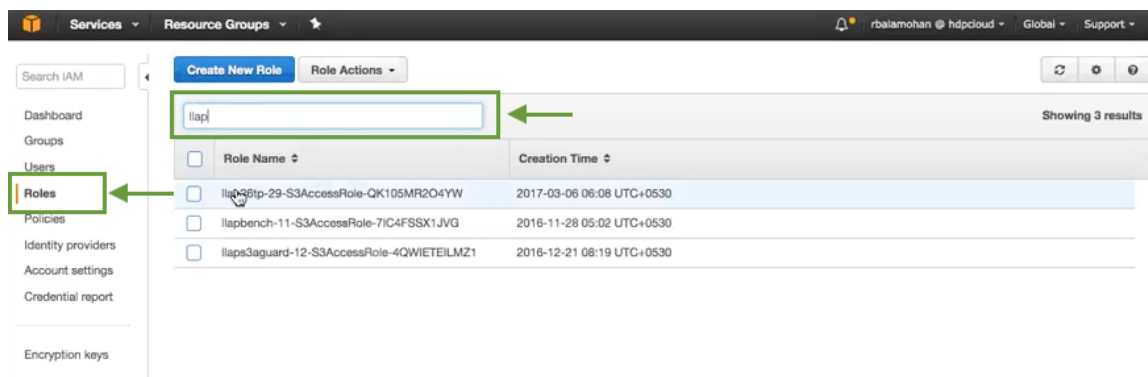 Services Resource Groups rbalamohan @ hdpcloud Global Support
Search IAM
Create New Role Role Actions
llap
Showing 3 results
Dashboard
Groups
Users
Roles
Policies
Identity providers
Account settings
Credential report
Encryption keys
Role Name Creation Time
2017-03-06 06:08 UTC+0530
llapbench-11-S3AccessRole-7IC4FSSX1JVG 2016-11-28 05:02 UTC+0530
llaps3aguard-12-S3AccessRole-4QWIETEILMZ1 2016-12-21 08:19 UTC+0530